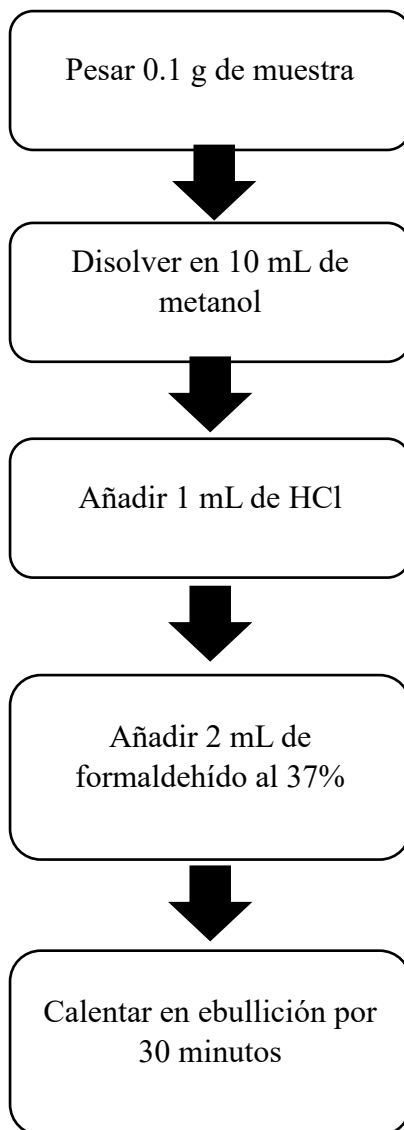 Pesar 0.1 g de muestra
Disolver en 10 mL de
metanol
Añadir 1 mL de HCl
Añadir 2 mL de
formaldehído al 37%
Calentar en ebullición por
30 minutos